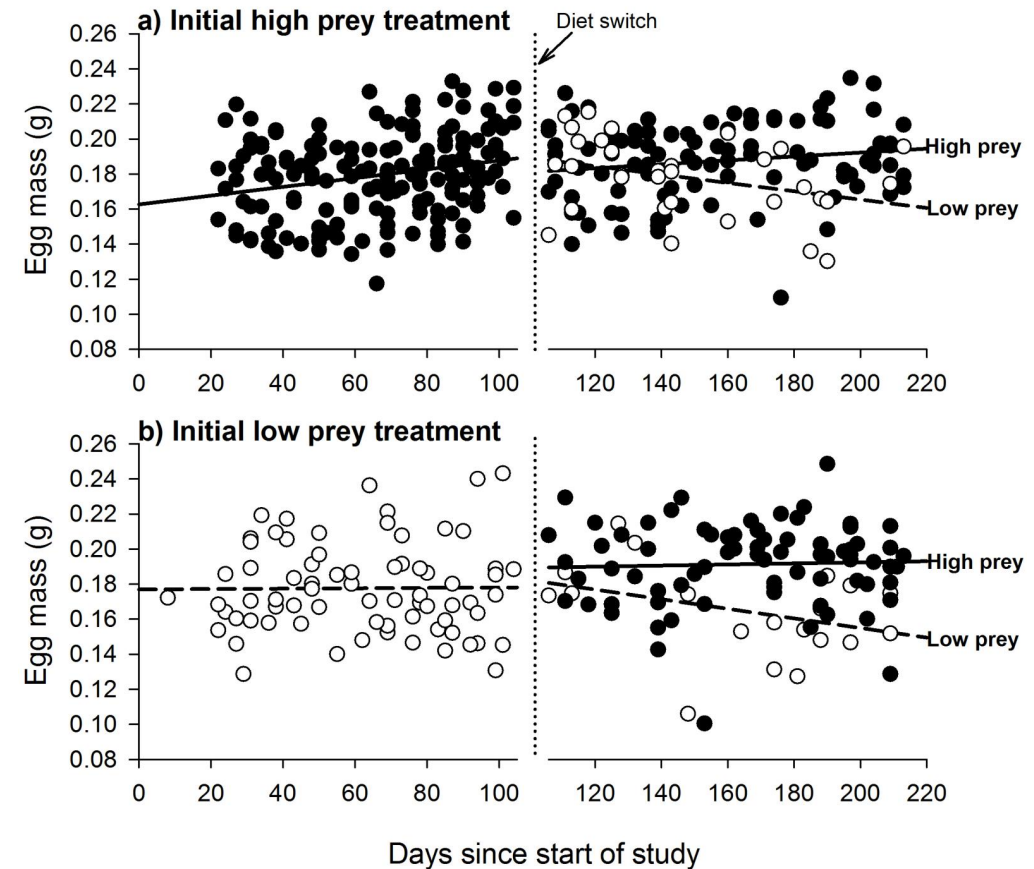 a) Initial high prey treatment
Diet switch
0.26
0.24
0.22
0.20
0.18
0.16
0.14
0.12
0.10
0.08
Egg mass (g)
High prey
Low prey
0 20 40 60 80 100 120 140 160 180 200 220
b) Initial low prey treatment
0.26
0.24
0.22
0.20
0.18
0.16
0.14
0.12
0.10
0.08
Egg mass (g)
High prey
Low prey
0 20 40 60 80 100 120 140 160 180 200 220
Days since start of study